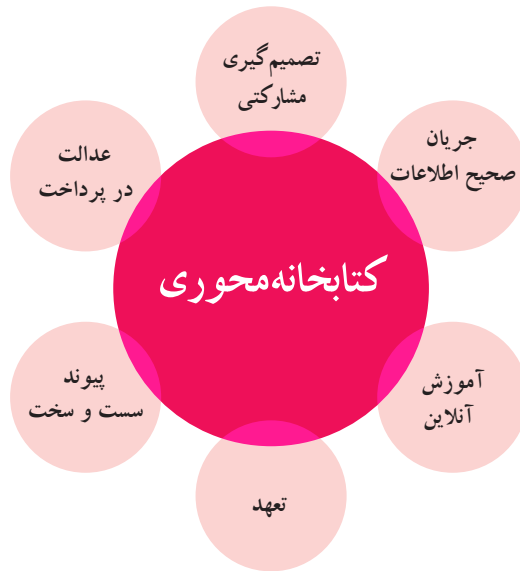 تصمیم‌گیری
مشارکتی
جریان
صحیح اطلاعات
عدالت
در پرداخت
کتابخانه‌محوری
آموزش
آنلاین
پیوند
سست و سخت
تعهد